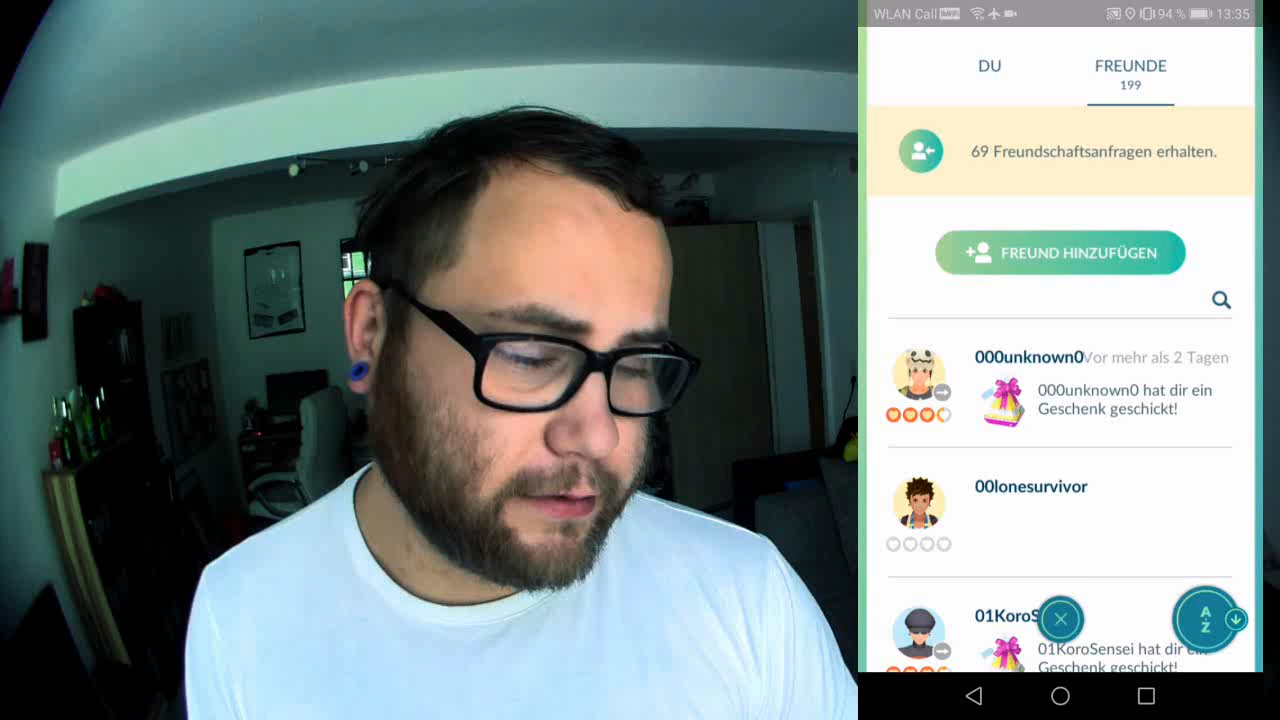 WLAN Call
94 %
13:35
DU
FREUNDE
199
69 Freundschaftsanfragen erhalten.
FREUND HINZUFÜGEN
000unknown0
Vor mehr als 2 Tagen
000unknown0 hat dir ein
Geschenk geschickt!
00lonesurvivor
01KoroS
01KoroSensei hat dir ein
Geschenk geschickt!
A
Z